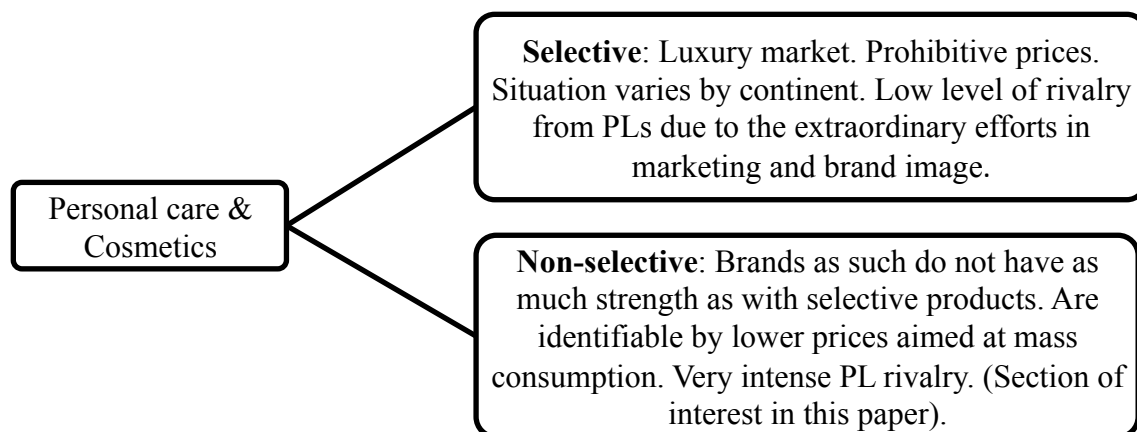 Selective: Luxury market. Prohibitive prices.
Situation varies by continent. Low level of rivalry
from PLs due to the extraordinary efforts in
marketing and brand image.
Personal care &
Cosmetics
Non-selective: Brands as such do not have as
much strength as with selective products. Are
identifiable by lower prices aimed at mass
consumption. Very intense PL rivalry. (Section of
interest in this paper).